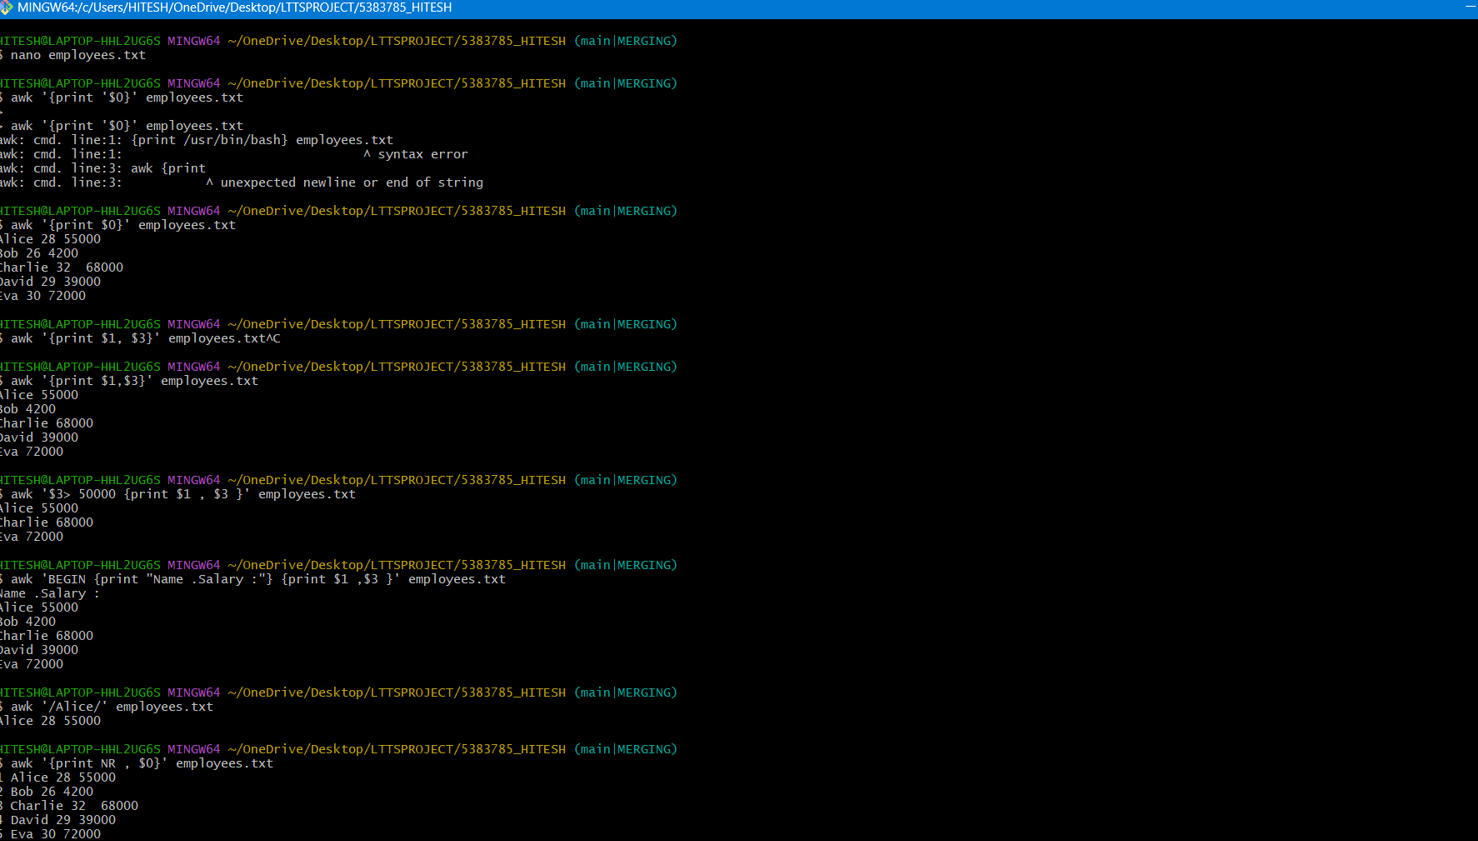 MINGW64:/c/Users/HITESH/OneDrive/Desktop/LTTSPROJECT/5383785_HITESH
HITESH@LAPTOP-HHL2UG6S MINGW64 ~/OneDrive/Desktop/LTTSPROJECT/5383785_HITESH (main|MERGING)
$ nano employees.txt
HITESH@LAPTOP-HHL2UG6S MINGW64 ~/OneDrive/Desktop/LTTSPROJECT/5383785_HITESH (main|MERGING)
$ awk '{print '$0}' employees.txt
>
> awk '{print '$0}' employees.txt
awk: cmd. line:1: {print /usr/bin/bash} employees.txt
awk: cmd. line:1:                                ^ syntax error
awk: cmd. line:3: awk {print
awk: cmd. line:3:           ^ unexpected newline or end of string
HITESH@LAPTOP-HHL2UG6S MINGW64 ~/OneDrive/Desktop/LTTSPROJECT/5383785_HITESH (main|MERGING)
$ awk '{print $0}' employees.txt
Alice 28 55000
Bob 26 4200
Charlie 32  68000
David 29 39000
Eva 30 72000
HITESH@LAPTOP-HHL2UG6S MINGW64 ~/OneDrive/Desktop/LTTSPROJECT/5383785_HITESH (main|MERGING)
$ awk '{print $1, $3}' employees.txt^C
HITESH@LAPTOP-HHL2UG6S MINGW64 ~/OneDrive/Desktop/LTTSPROJECT/5383785_HITESH (main|MERGING)
$ awk '{print $1,$3}' employees.txt
Alice 55000
Bob 4200
Charlie 68000
David 39000
Eva 72000
HITESH@LAPTOP-HHL2UG6S MINGW64 ~/OneDrive/Desktop/LTTSPROJECT/5383785_HITESH (main|MERGING)
$ awk '$3> 50000 {print $1 , $3 }' employees.txt
Alice 55000
Charlie 68000
Eva 72000
HITESH@LAPTOP-HHL2UG6S MINGW64 ~/OneDrive/Desktop/LTTSPROJECT/5383785_HITESH (main|MERGING)
$ awk 'BEGIN {print "Name .Salary :"} {print $1 ,$3 }' employees.txt
Name .Salary :
Alice 55000
Bob 4200
Charlie 68000
David 39000
Eva 72000
HITESH@LAPTOP-HHL2UG6S MINGW64 ~/OneDrive/Desktop/LTTSPROJECT/5383785_HITESH (main|MERGING)
$ awk '/Alice/' employees.txt
Alice 28 55000
HITESH@LAPTOP-HHL2UG6S MINGW64 ~/OneDrive/Desktop/LTTSPROJECT/5383785_HITESH (main|MERGING)
$ awk '{print NR , $0}' employees.txt
1 Alice 28 55000
2 Bob 26 4200
3 Charlie 32  68000
4 David 29 39000
5 Eva 30 72000